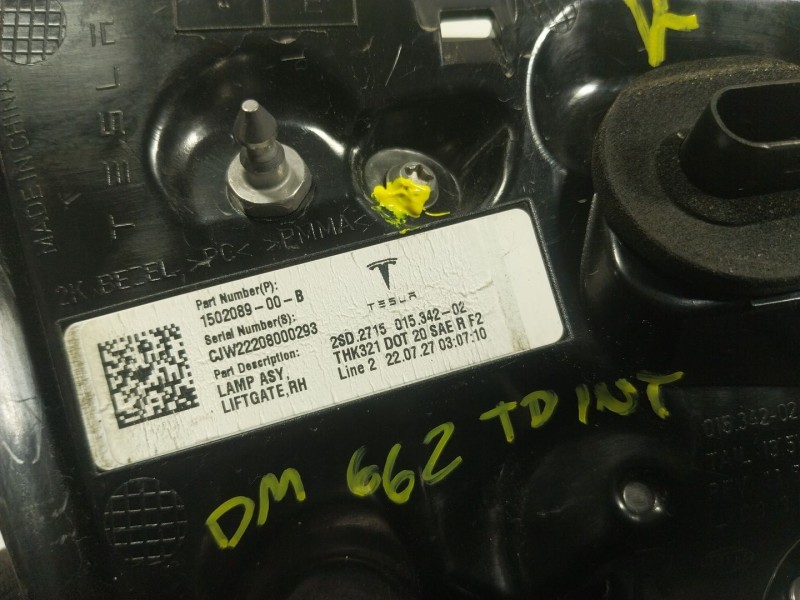 MADE IN CHINA
TESLA
2K BEZEL >PC< >PMMA<
Part Number(P):
1502089-00-B
Serial Number(S):
CJW22208000293
Part Description:
LAMP ASY,
LIFTGATE,RH
TESLA
2SD.2715 015.342-02
THK321 DOT 20 SAE R F2
Line 2 22.07.27 03:07:10
DM 662 TD INT
015.342-02